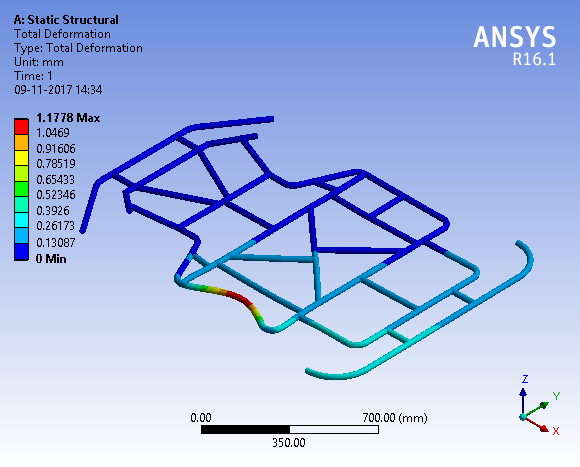 A: Static Structural
Total Deformation
Type: Total Deformation
Unit: mm
Time: 1
09-11-2017 14:34
ANSYS
R16.1
1.1778 Max
1.0469
0.91606
0.78519
0.65433
0.52346
0.3926
0.26173
0.13087
0 Min
0.00
700.00 (mm)
350.00
Z
Y
X